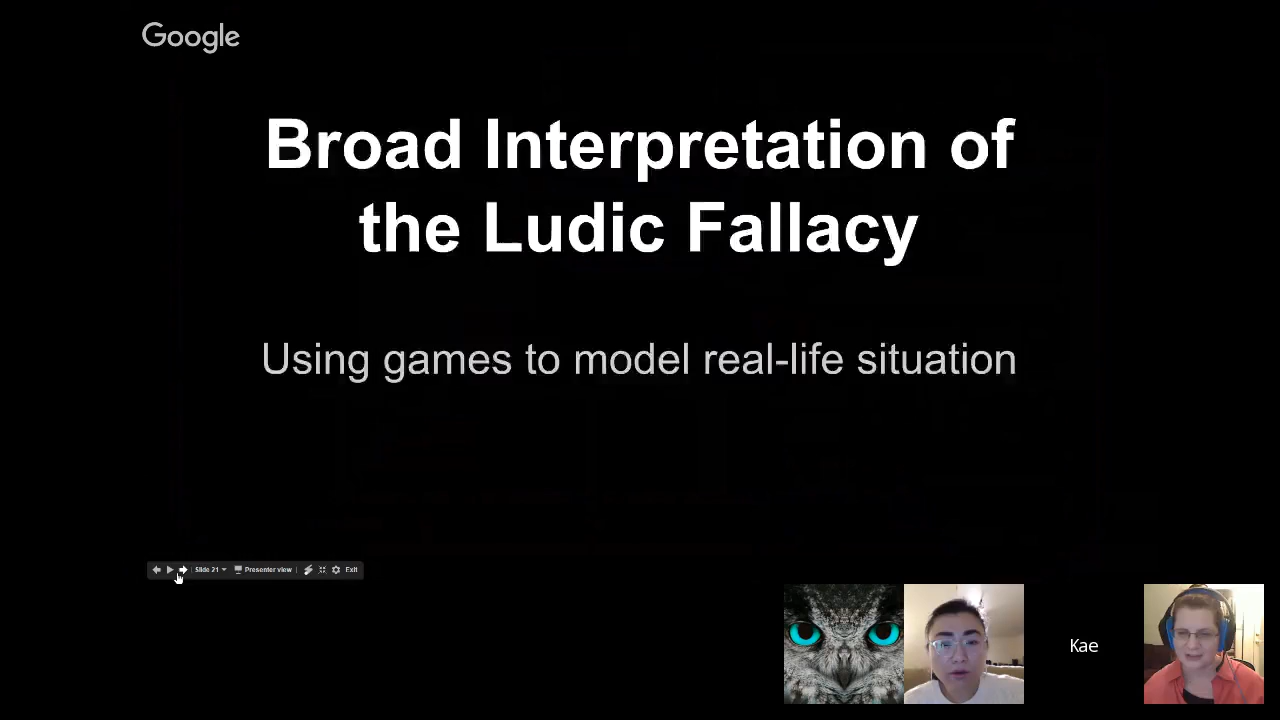 Google
Broad Interpretation of
the Ludic Fallacy
Using games to model real-life situation
Slide 21
Presenter view
Exit
Kae